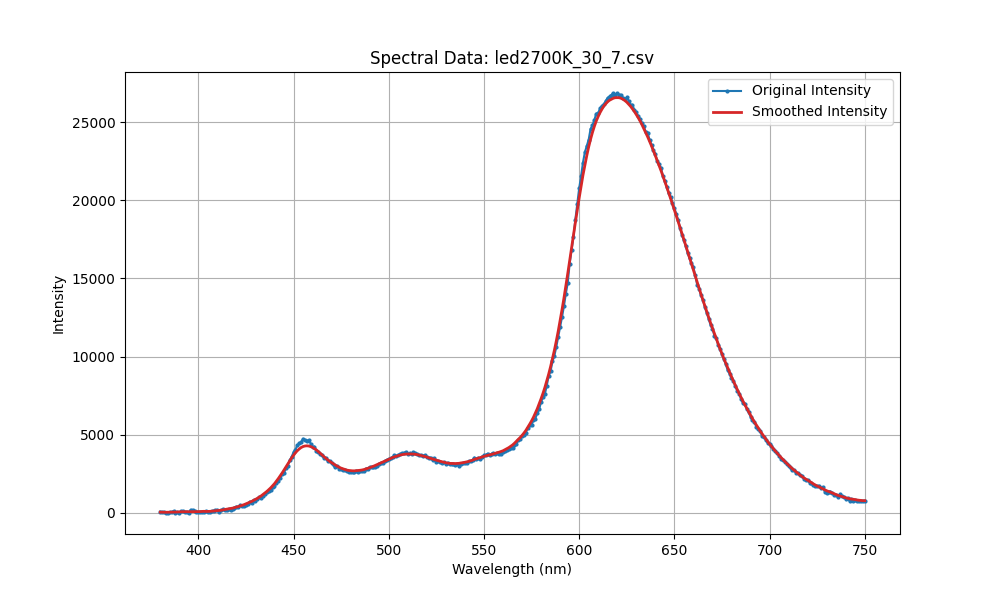 Spectral Data: led2700K_30_7.csv
Original Intensity
Smoothed Intensity
Intensity
25000
20000
15000
10000
5000
0
400 450 500 550 600 650 700 750
Wavelength (nm)